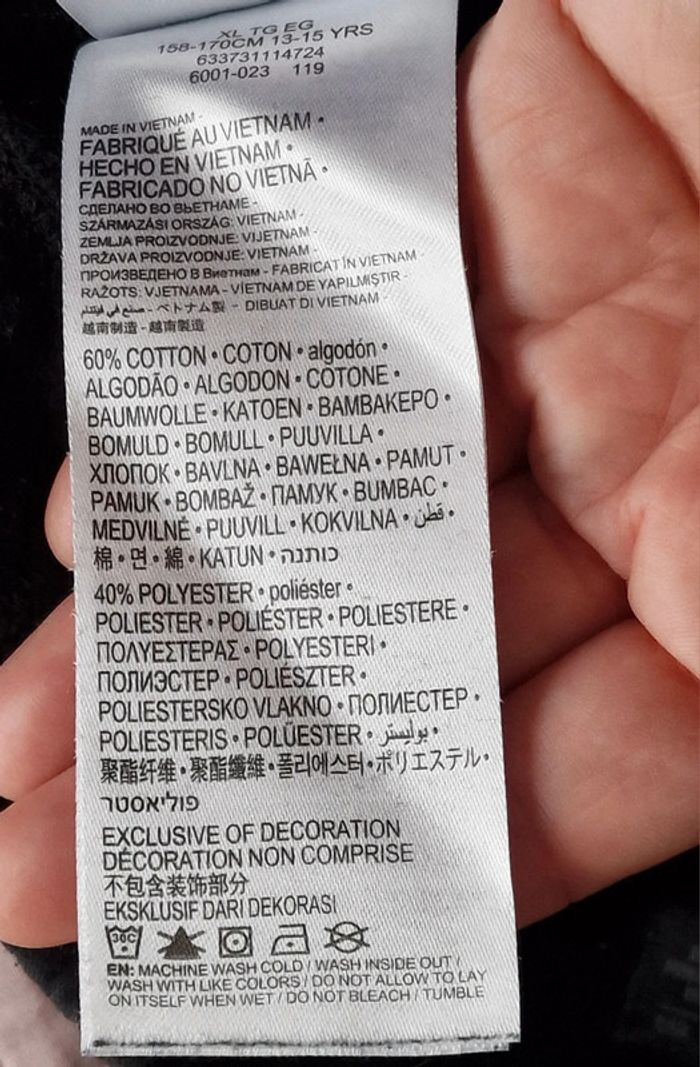 XL TG EG
158-170CM 13-15 YRS
633731114724
6001-023 119
MADE IN VIETNAM -
FABRIQUÉ AU VIETNAM •
HECHO EN VIETNAM •
FABRICADO NO VIETNÃ •
СДЕЛАНО ВО ВЬЕТНАМЕ -
SZÁRMAZÁSI ORSZÁG: VIETNAM -
ZEMLJA PROIZVODNJE: VIJETNAM -
DRŽAVA PROIZVODNJE: VIETNAM -
ПРОИЗВЕДЕНО В Виетнам - FABRICAT ÎN VIETNAM -
RAŽOTS: VJETNAMA - VİETNAM DE YAPILMIŞTIR -
صنع في فيتنام - ベトナム製 - DIBUAT DI VIETNAM -
越南制造 - 越南製造
60% COTTON • COTON • algodón •
ALGODÃO • ALGODON • COTONE •
BAUMWOLLE • KATOEN • ΒΑΜΒΑΚΕΡΟ •
BOMULD • BOMULL • PUUVILLA •
ХЛОПОК • BAVLNA • BAWEŁNA • PAMUT •
PAMUK • BOMBAŽ • ПАМУК • BUMBAC •
MEDVILNĖ • PUUVILL • KOKVILNA • قطن •
棉 • 면 • 綿 • KATUN • כותנה
40% POLYESTER • poliéster •
POLIESTER • POLIÉSTER • POLIESTERE •
ΠΟΛΥΕΣΤΕΡΑΣ • POLYESTERI •
ПОЛИЭСТЕР • POLIÉSZTER •
POLIESTERSKO VLAKNO • ПОЛИЕСТЕР •
POLIESTERIS • POLÜESTER • بوليستر •
聚酯纤维 • 聚酯纖維 • 폴리에스터 • ポリエステル •
פוליאסטר
EXCLUSIVE OF DECORATION
DÉCORATION NON COMPRISE
不包含装饰部分
EKSKLUSIF DARI DEKORASI
30C
EN: MACHINE WASH COLD / WASH INSIDE OUT /
WASH WITH LIKE COLORS / DO NOT ALLOW TO LAY
ON ITSELF WHEN WET / DO NOT BLEACH / TUMBLE